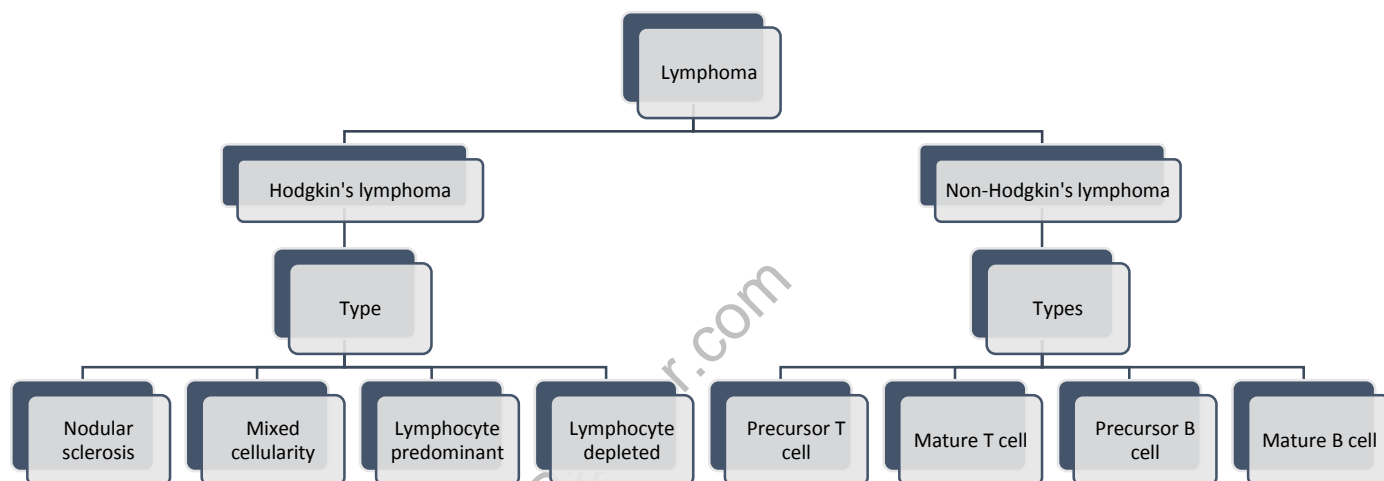 Lymphoma
Hodgkin's lymphoma
Non-Hodgkin's lymphoma
Type
Types
Nodular
sclerosis
Mixed
cellularity
Lymphocyte
predominant
Lymphocyte
depleted
Precursor T
cell
Mature T cell
Precursor B
cell
Mature B cell
r.com